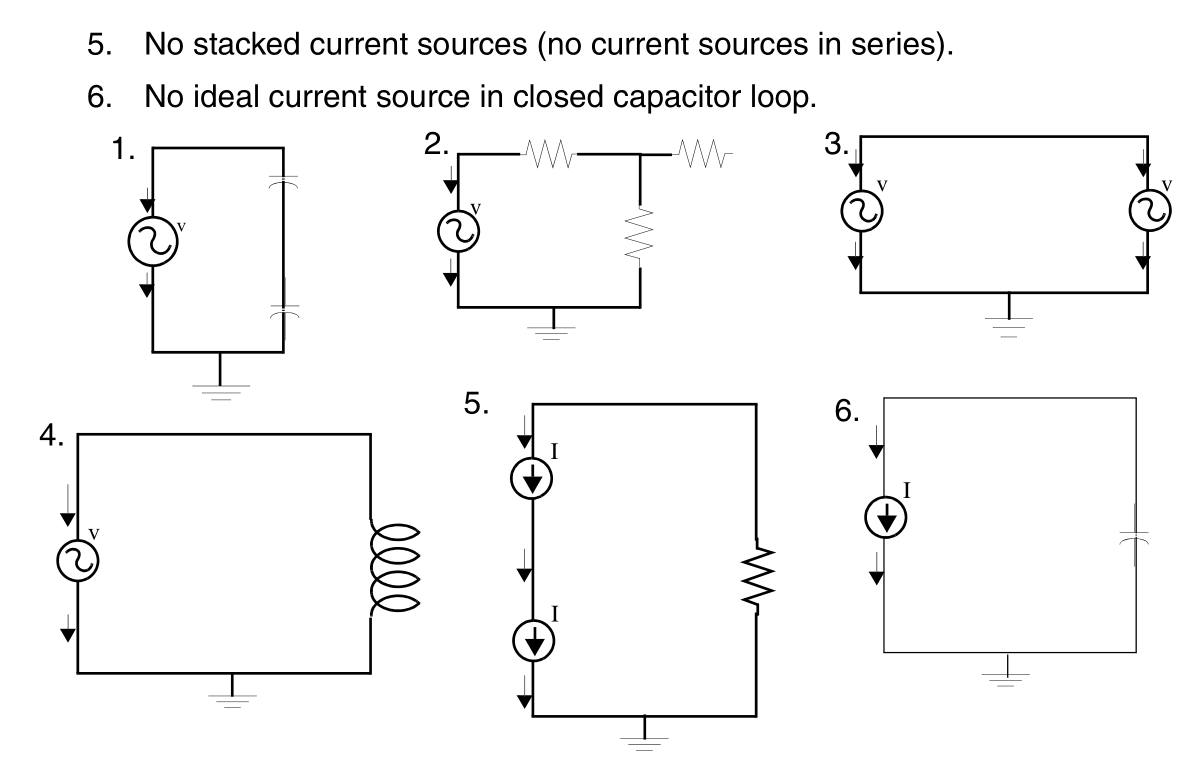 5. No stacked current sources (no current sources in series).
6. No ideal current source in closed capacitor loop.
1.
2.
3.
v
v
v
v
4.
5.
6.
I
I
v
I